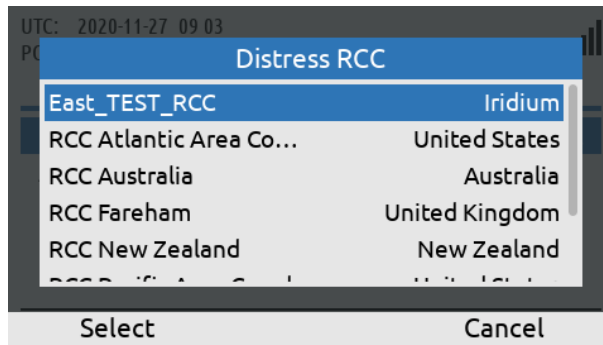 UTC: 2020-11-27 09 03
Distress RCC
East_TEST_RCC Iridium
RCC Atlantic Area Co... United States
RCC Australia Australia
RCC Fareham United Kingdom
RCC New Zealand New Zealand
Select Cancel